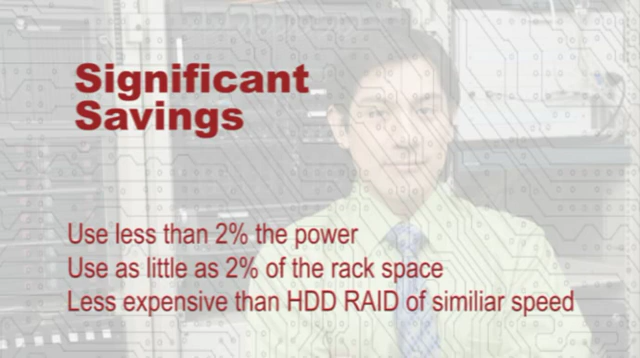 Significant
Savings
Use less than 2% the power
Use as little as 2% of the rack space
Less expensive than HDD RAID of similiar speed